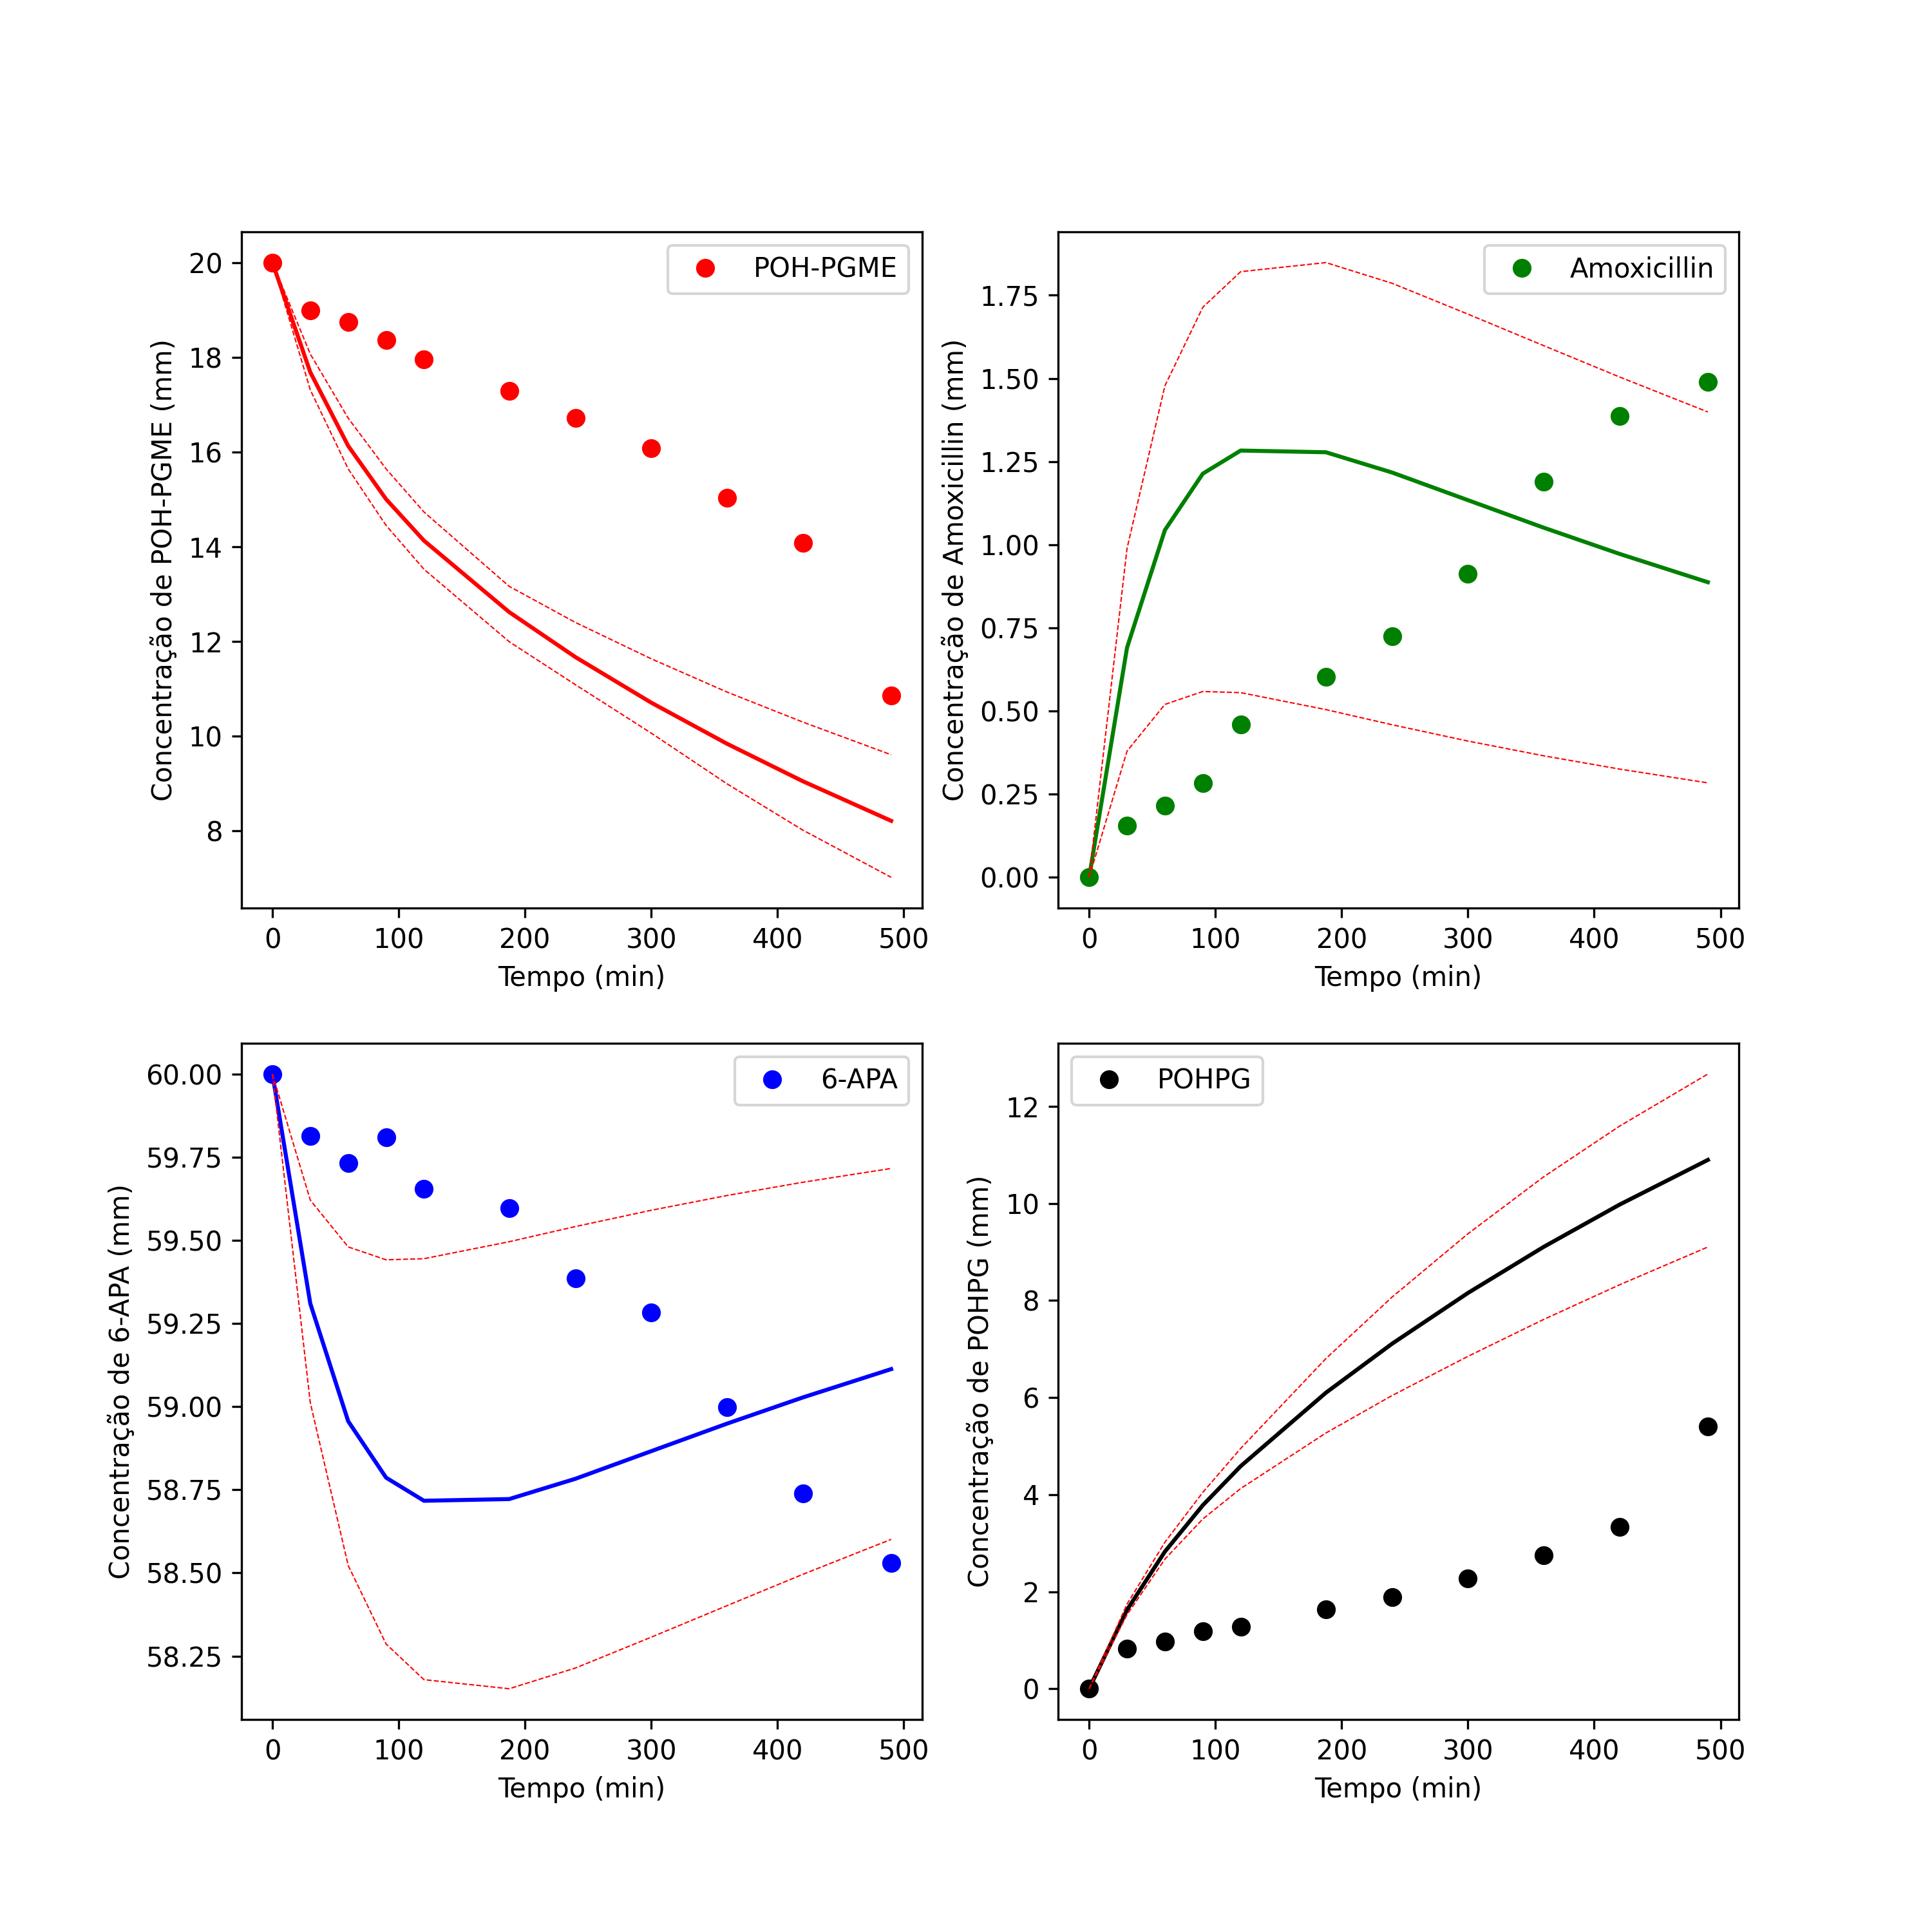 POH-PGME
Concentração de POH-PGME (mm)
20
18
16
14
12
10
8
0 100 200 300 400 500
Tempo (min)
Amoxicillin
Concentração de Amoxicillin (mm)
1.75
1.50
1.25
1.00
0.75
0.50
0.25
0.00
0 100 200 300 400 500
Tempo (min)
6-APA
Concentração de 6-APA (mm)
60.00
59.75
59.50
59.25
59.00
58.75
58.50
58.25
0 100 200 300 400 500
Tempo (min)
POHPG
Concentração de POHPG (mm)
12
10
8
6
4
2
0
0 100 200 300 400 500
Tempo (min)